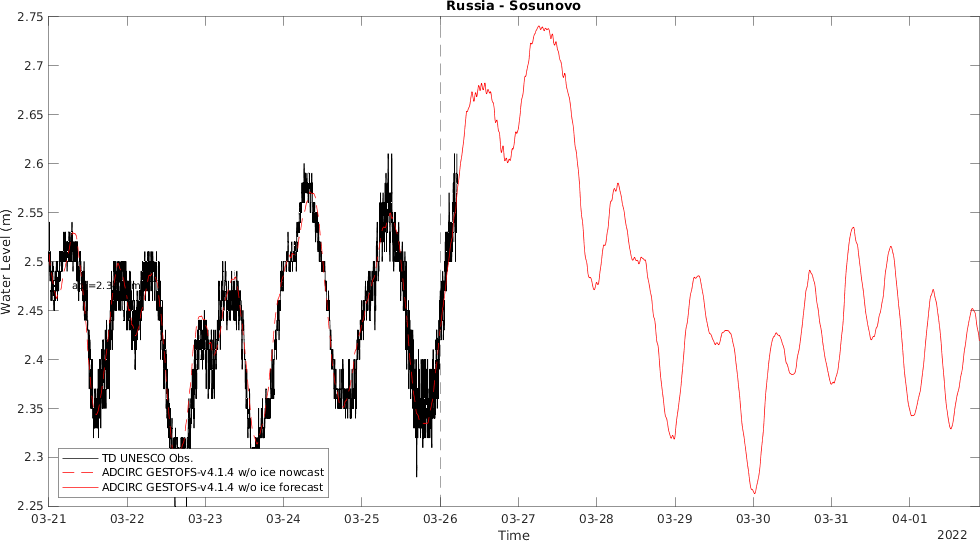 Russia - Sosunovo
Water Level (m)
2.75
2.7
2.65
2.6
2.55
2.5
2.45
2.4
2.35
2.3
2.25
TD UNESCO Obs.
ADCIRC GESTOFS-v4.1.4 w/o ice nowcast
ADCIRC GESTOFS-v4.1.4 w/o ice forecast
03-21 03-22 03-23 03-24 03-25 03-26 03-27 03-28 03-29 03-30 03-31 04-01
Time
2022